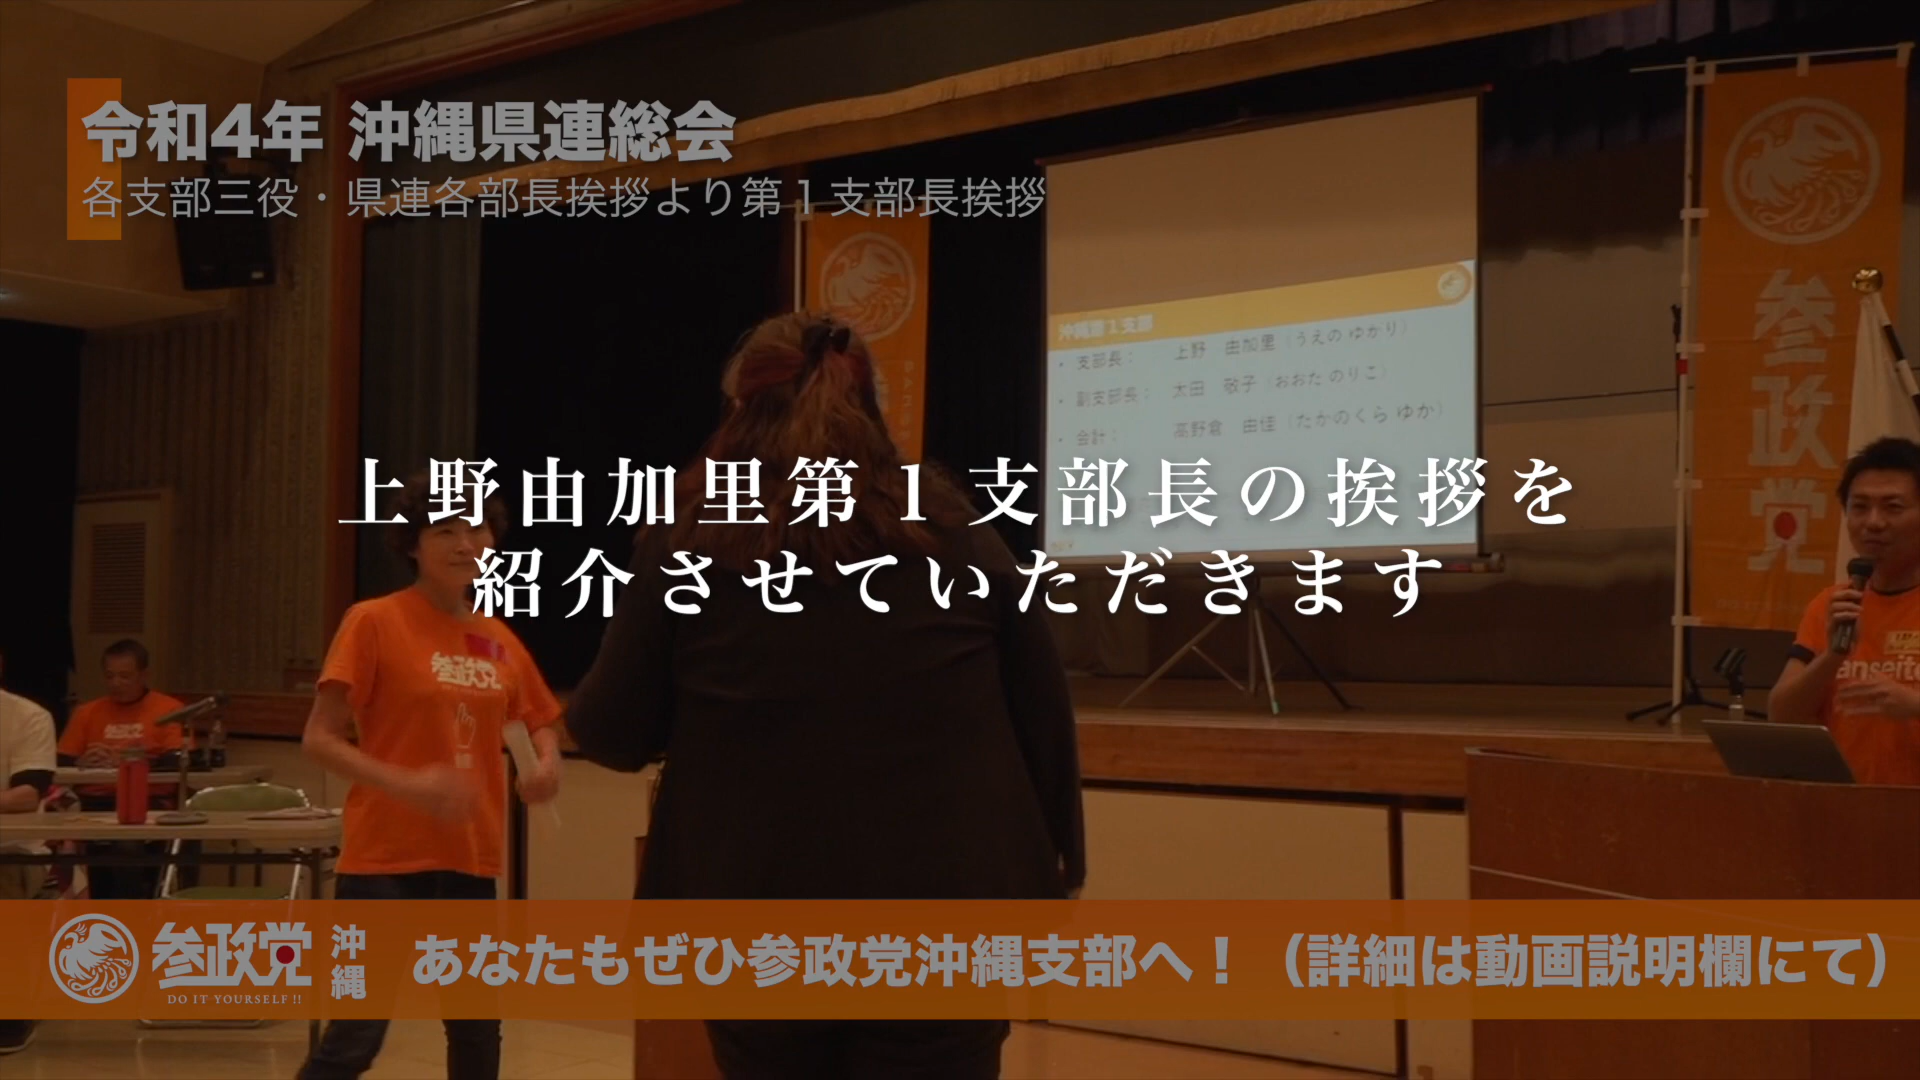 令和4年 沖縄県連総会
各支部三役・県連各部長挨拶より第1支部長挨拶
参政党
沖縄第1支部
・支部長： 上野 由加里（うえの ゆかり）
・副支部長： 太田 敬子（おおた のりこ）
・会計： 高野倉 由佳（たかのくら ゆか）
上野由加里第1支部長の挨拶を
紹介させていただきます
参政党
anseito
参政党
DO IT YOURSELF!!
沖縄
あなたもぜひ参政党沖縄支部へ！（詳細は動画説明欄にて）